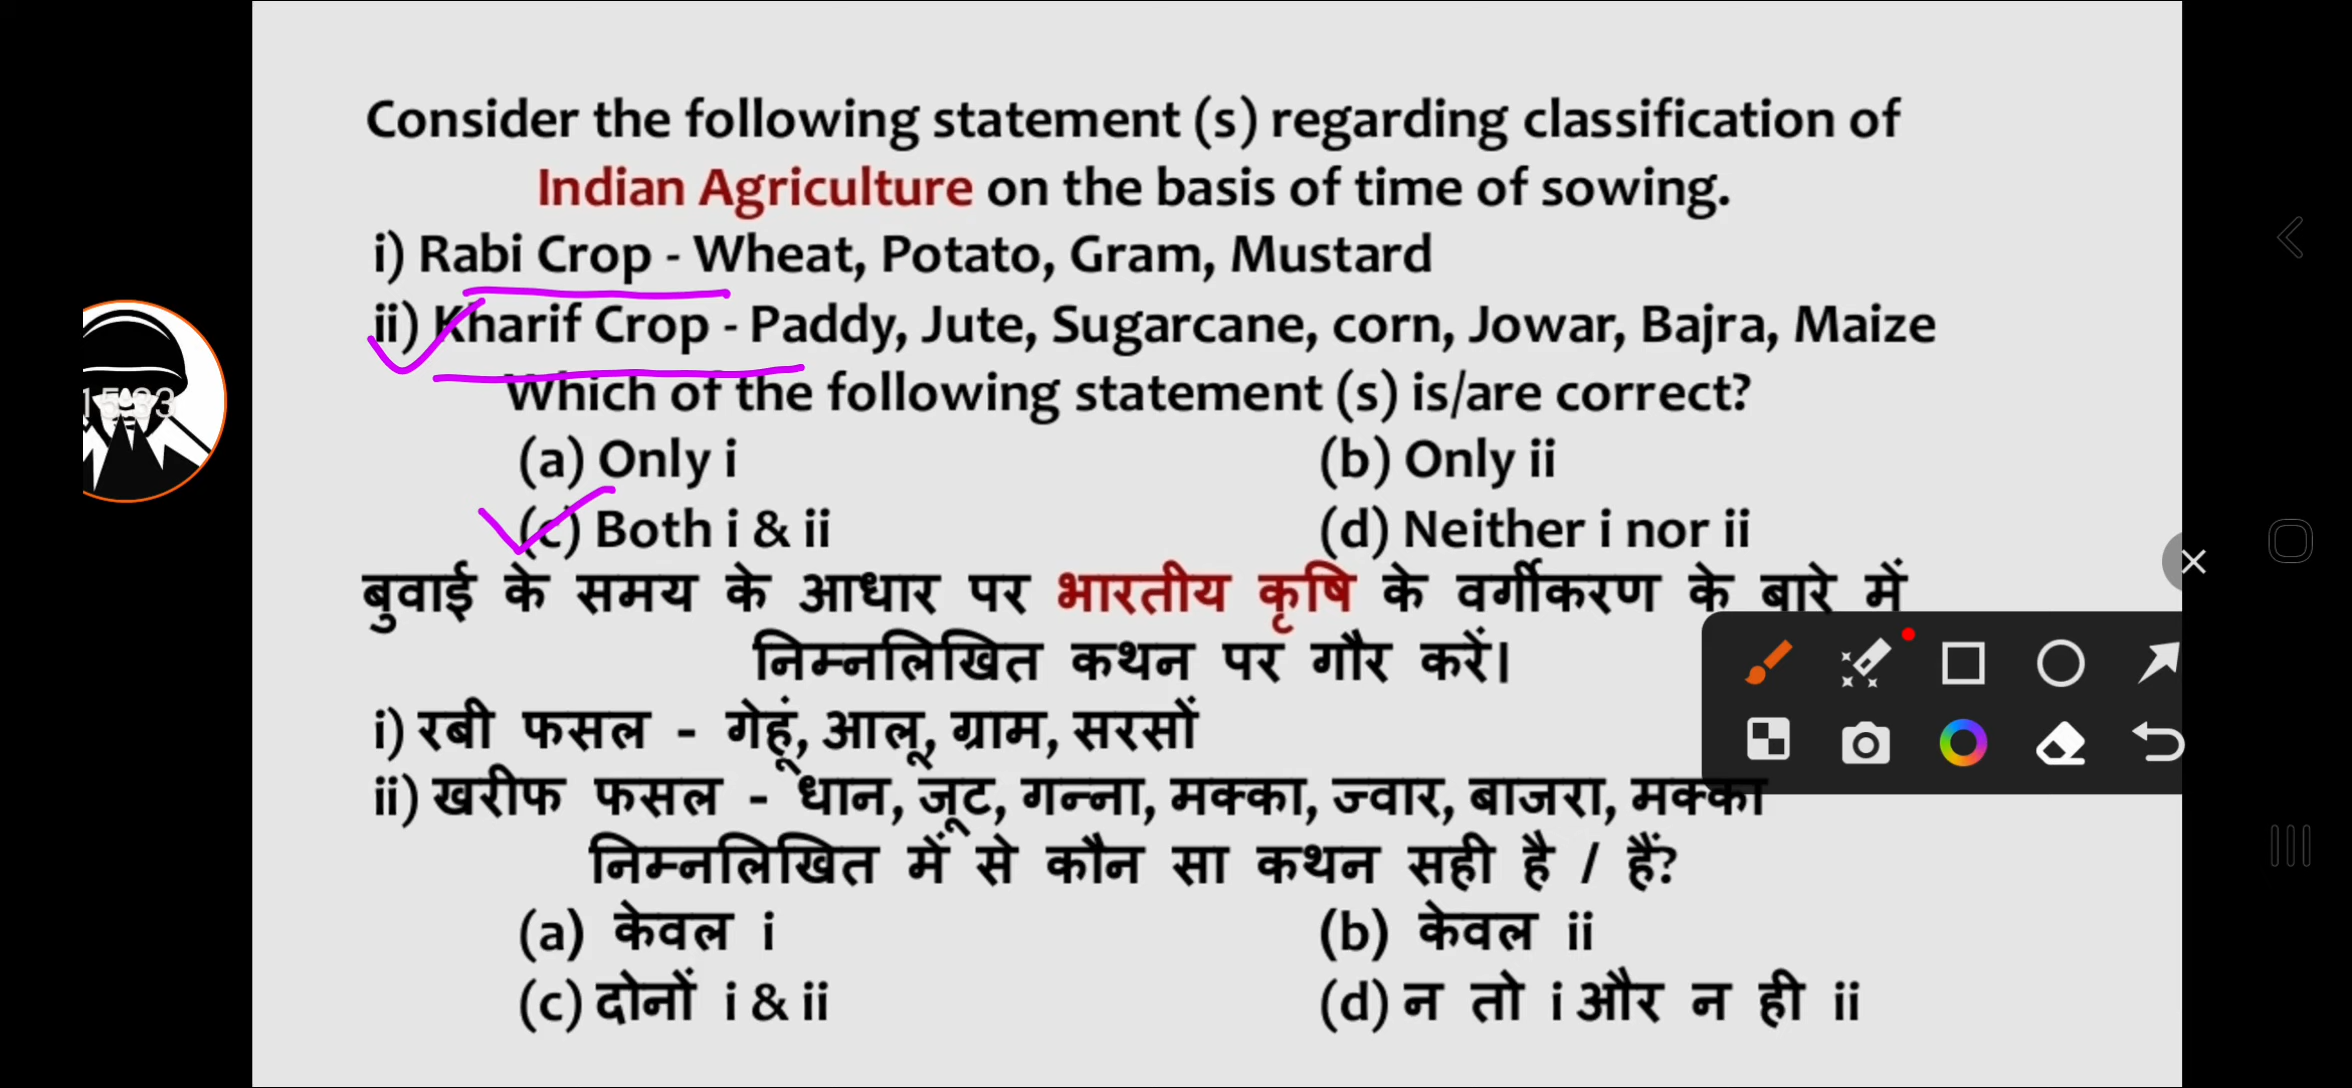 Consider the following statement (s) regarding classification of
Indian Agriculture on the basis of time of sowing.
i) Rabi Crop - Wheat, Potato, Gram, Mustard
ii) Kharif Crop - Paddy, Jute, Sugarcane, corn, Jowar, Bajra, Maize
Which of the following statement (s) is/are correct?
(a) Only i (b) Only ii
(c) Both i & ii (d) Neither i nor ii
बुवाई के समय के आधार पर भारतीय कृषि के वर्गीकरण के बारे में
निम्नलिखित कथन पर गौर करें।
i) रबी फसल - गेहूं, आलू, ग्राम, सरसों
ii) खरीफ फसल - धान, जूट, गन्ना, मक्का, ज्वार, बाजरा, मक्का
निम्नलिखित में से कौन सा कथन सही है / हैं?
(a) केवल i (b) केवल ii
(c) दोनों i & ii (d) न तो i और न ही ii